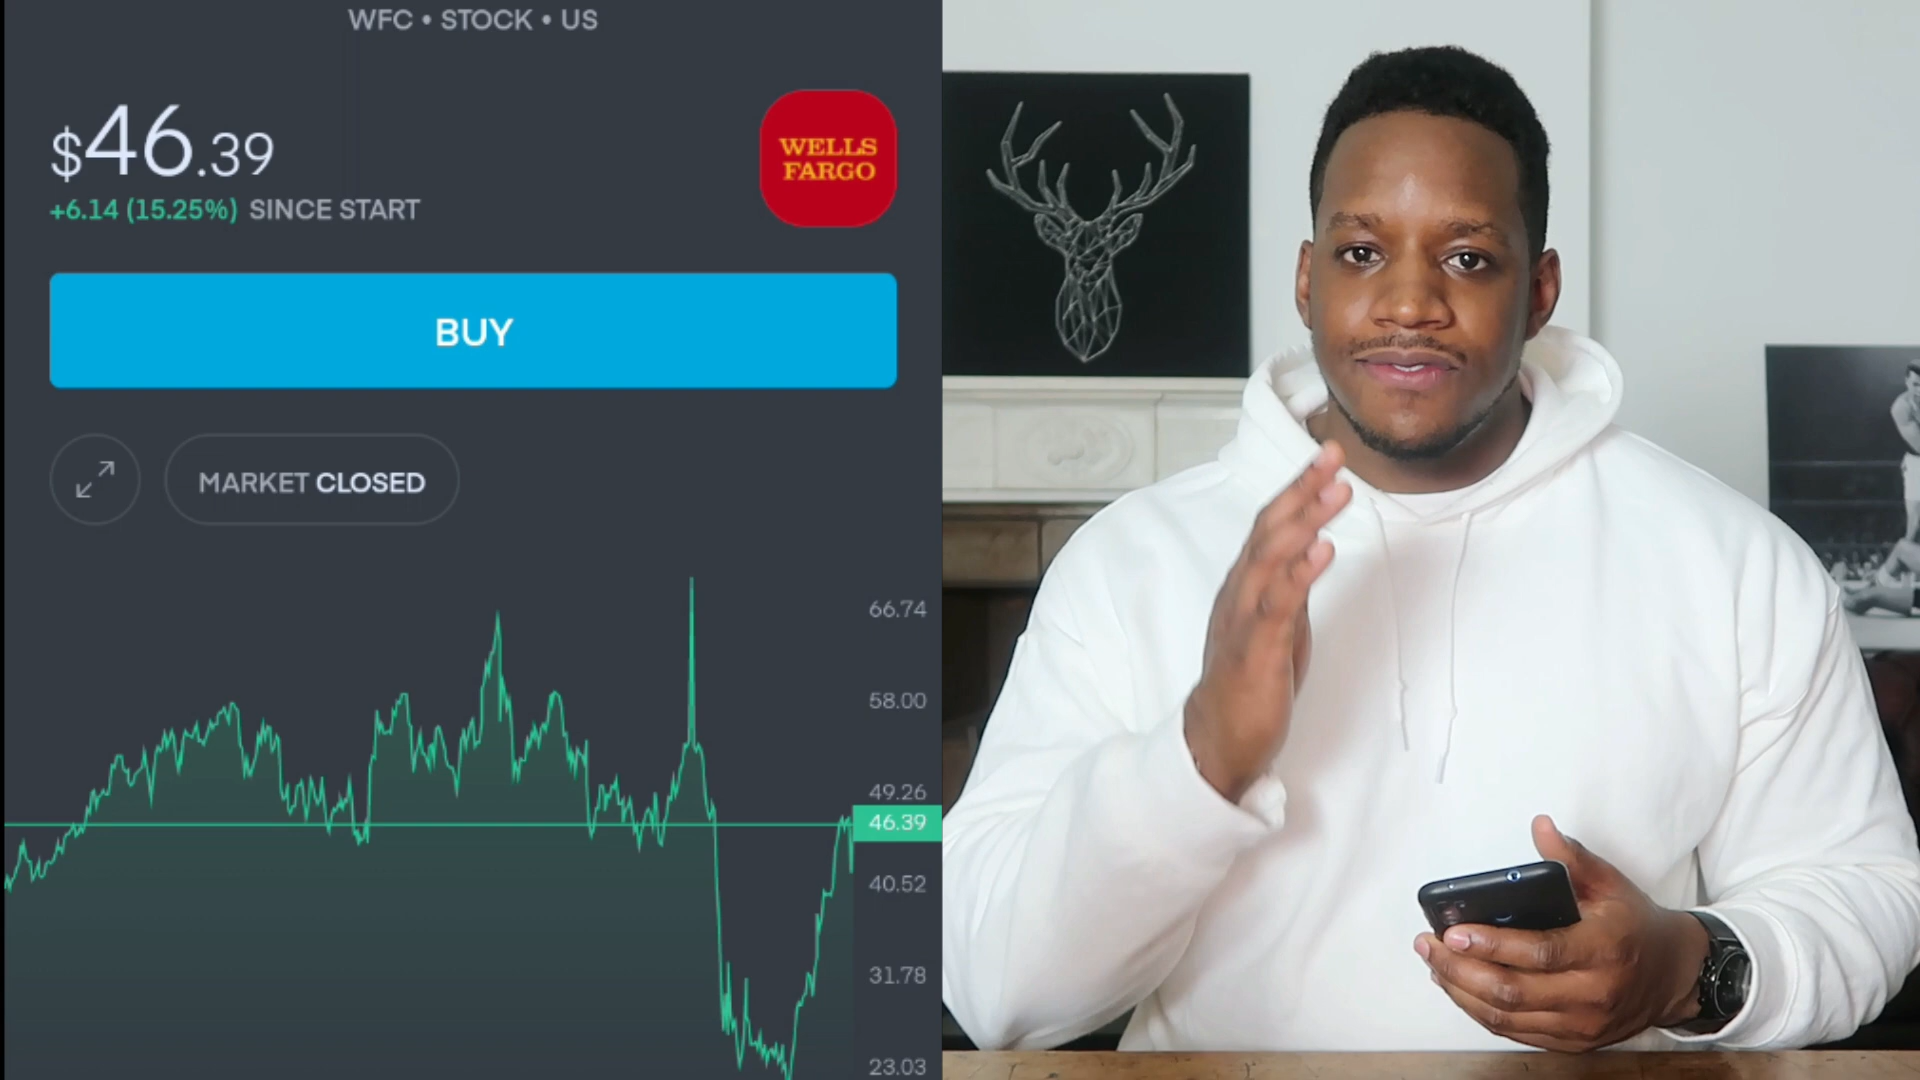 WFC • STOCK • US
$46.39
+6.14 (15.25%) SINCE START
WELLS
FARGO
BUY
MARKET CLOSED
66.74
58.00
49.26
46.39
40.52
31.78
23.03